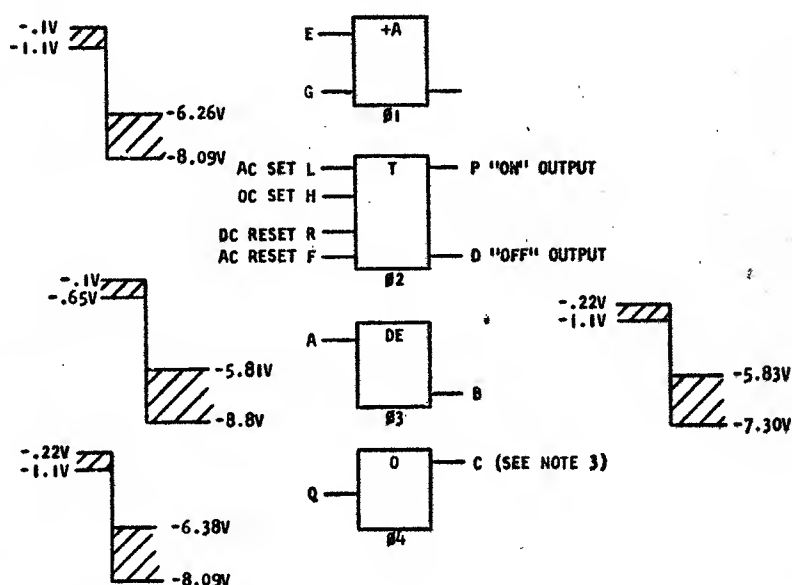 -.1V
-1.1V
-6.26V
-8.09V
E
+A
G
Ø1
AC SET L
T
P "ON" OUTPUT
OC SET H
DC RESET R
AC RESET F
D "OFF" OUTPUT
Ø2
-.1V
-.65V
-5.81V
-8.8V
A
DE
B
Ø3
-.22V
-1.1V
-5.83V
-7.30V
-.22V
-1.1V
-6.38V
-8.09V
O
C (SEE NOTE 3)
Q
Ø4